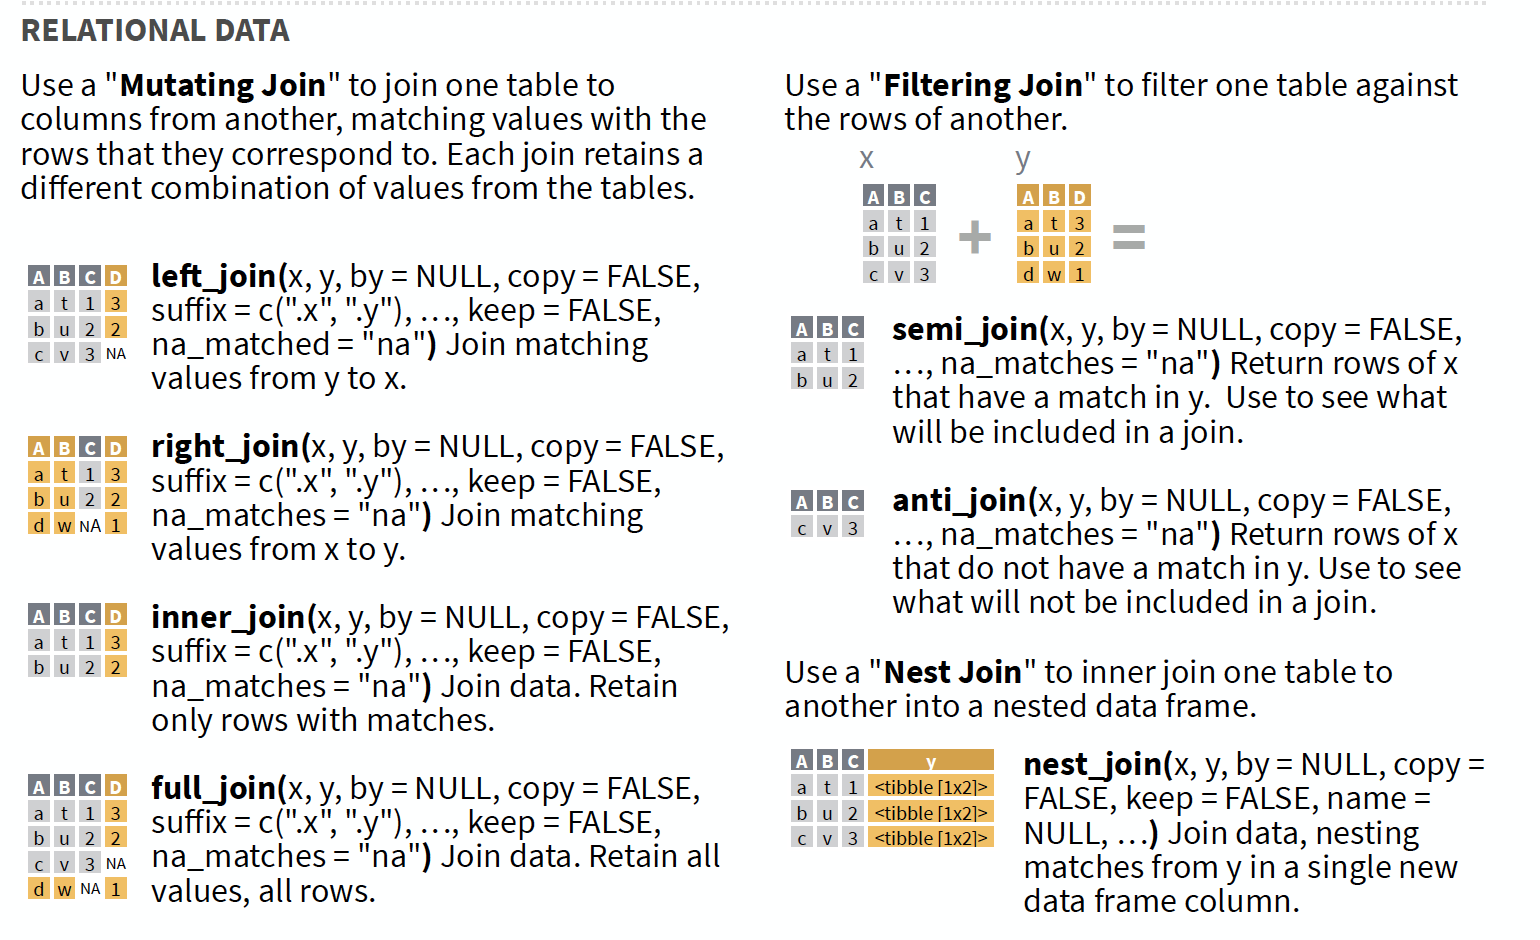 RELATIONAL DATA
Use a "Mutating Join" to join one table to
columns from another, matching values with the
rows that they correspond to. Each join retains a
different combination of values from the tables.
A B C D
a t 1 3
b u 2 2
c v 3 NA
left_join(x, y, by = NULL, copy = FALSE,
suffix = c(".x", ".y"), …, keep = FALSE,
na_matched = "na") Join matching
values from y to x.
A B C D
a t 1 3
b u 2 2
d w NA 1
right_join(x, y, by = NULL, copy = FALSE,
suffix = c(".x", ".y"), …, keep = FALSE,
na_matches = "na") Join matching
values from x to y.
A B C D
a t 1 3
b u 2 2
inner_join(x, y, by = NULL, copy = FALSE,
suffix = c(".x", ".y"), …, keep = FALSE,
na_matches = "na") Join data. Retain
only rows with matches.
A B C D
a t 1 3
b u 2 2
c v 3 NA
d w NA 1
full_join(x, y, by = NULL, copy = FALSE,
suffix = c(".x", ".y"), …, keep = FALSE,
na_matches = "na") Join data. Retain all
values, all rows.
Use a "Filtering Join" to filter one table against
the rows of another.
x y
A B C A B D
a t 1 a t 3
b u 2 + b u 2 =
c v 3 d w 1
A B C
a t 1
b u 2
semi_join(x, y, by = NULL, copy = FALSE,
…, na_matches = "na") Return rows of x
that have a match in y. Use to see what
will be included in a join.
A B C
c v 3
anti_join(x, y, by = NULL, copy = FALSE,
…, na_matches = "na") Return rows of x
that do not have a match in y. Use to see
what will not be included in a join.
Use a "Nest Join" to inner join one table to
another into a nested data frame.
A B C y
a t 1 <tibble [1x2]>
b u 2 <tibble [1x2]>
c v 3 <tibble [1x2]>
nest_join(x, y, by = NULL, copy =
FALSE, keep = FALSE, name =
NULL, …) Join data, nesting
matches from y in a single new
data frame column.